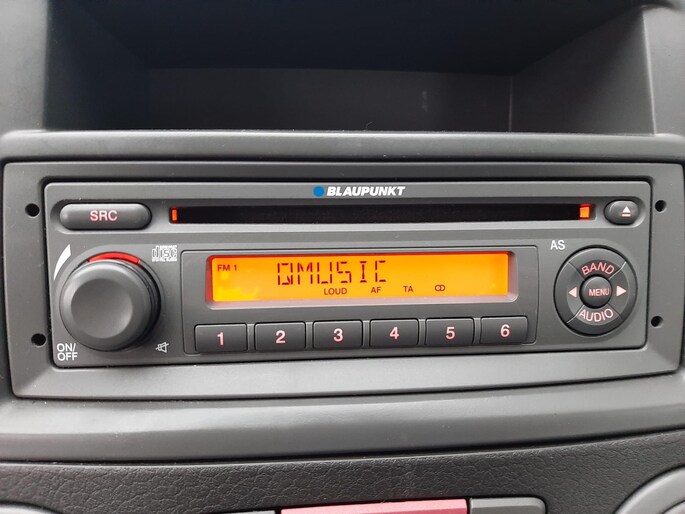 BLAUPUNKT
SRC
AS
FM 1
QMUSIC
LOUD AF TA
BAND
MENU
AUDIO
1 2 3 4 5 6
ON/
OFF